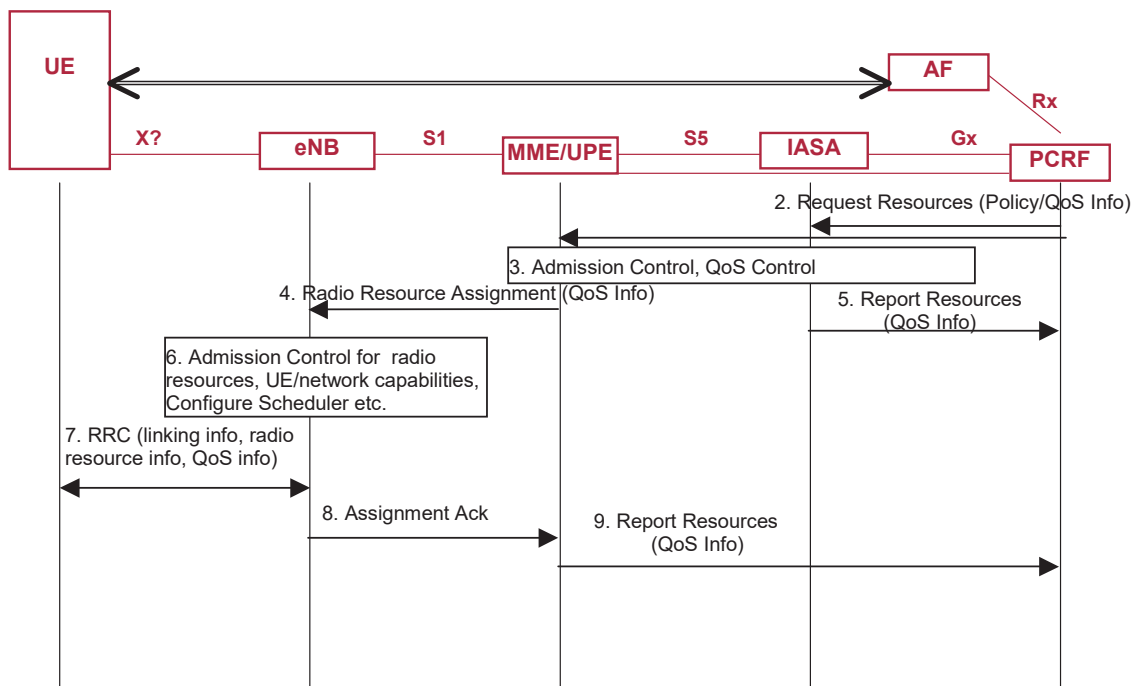 UE
AF
Rx
X?
eNB
S1
MME/UPE
S5
IASA
Gx
PCRF
2. Request Resources (Policy/QoS Info)
3. Admission Control, QoS Control
4. Radio Resource Assignment (QoS Info)
5. Report Resources
(QoS Info)
6. Admission Control for radio
resources, UE/network capabilities,
Configure Scheduler etc.
7. RRC (linking info, radio
resource info, QoS info)
8. Assignment Ack
9. Report Resources
(QoS Info)